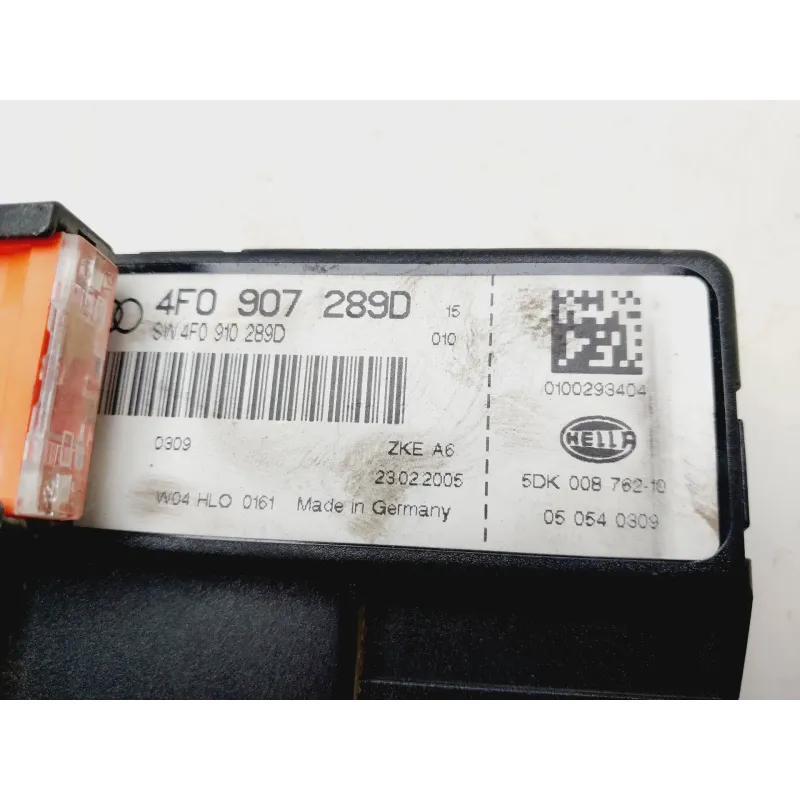 4F0 907 289D 15
SW 4F0 910 289D 010
0309 ZKE A6
23.02.2005
W04 HLO 0161 Made in Germany
0100293404
HELLA
5DK 008 762-10
05 054 0309